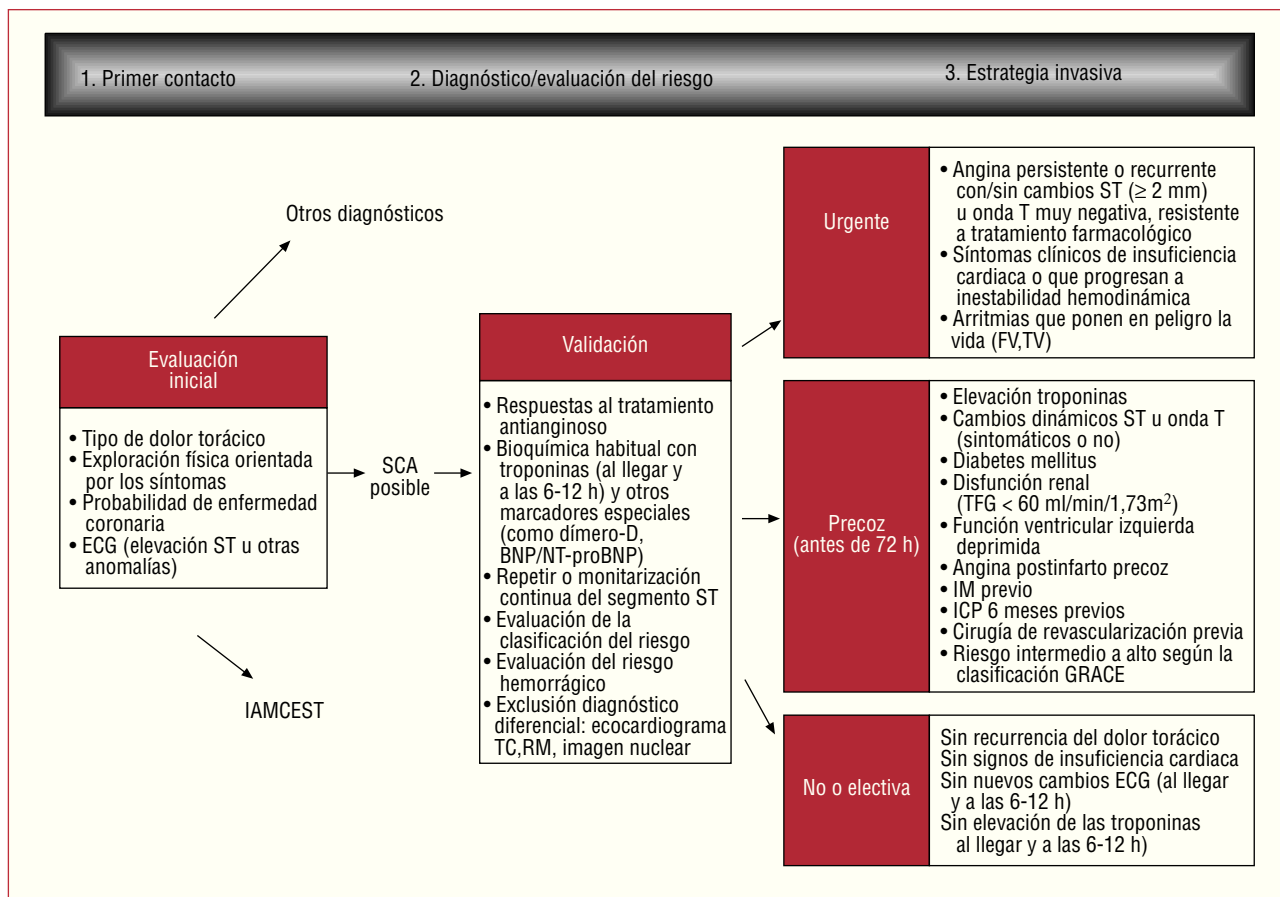 1. Primer contacto
2. Diagnóstico/evaluación del riesgo
3. Estrategia invasiva
Otros diagnósticos
Evaluación
inicial
• Tipo de dolor torácico
• Exploración física orientada
por los síntomas
• Probabilidad de enfermedad
coronaria
• ECG (elevación ST u otras
anomalías)
SCA
posible
IAMCEST
Validación
• Respuestas al tratamiento
antianginoso
• Bioquímica habitual con
troponinas (al llegar y
a las 6-12 h) y otros
marcadores especiales
(como dímero-D,
BNP/NT-proBNP)
• Repetir o monitarización
continua del segmento ST
• Evaluación de la
clasificación del riesgo
• Evaluación del riesgo
hemorrágico
• Exclusión diagnóstico
diferencial: ecocardiograma
TC,RM, imagen nuclear
Urgente
• Angina persistente o recurrente
con/sin cambios ST (≥ 2 mm)
u onda T muy negativa, resistente
a tratamiento farmacológico
• Síntomas clínicos de insuficiencia
cardiaca o que progresan a
inestabilidad hemodinámica
• Arritmias que ponen en peligro la
vida (FV,TV)
Precoz
(antes de 72 h)
• Elevación troponinas
• Cambios dinámicos ST u onda T
(sintomáticos o no)
• Diabetes mellitus
• Disfunción renal
(TFG < 60 ml/min/1,73m²)
• Función ventricular izquierda
deprimida
• Angina postinfarto precoz
• IM previo
• ICP 6 meses previos
• Cirugía de revascularización previa
• Riesgo intermedio a alto según la
clasificación GRACE
No o electiva
Sin recurrencia del dolor torácico
Sin signos de insuficiencia cardiaca
Sin nuevos cambios ECG (al llegar
y a las 6-12 h)
Sin elevación de las troponinas
al llegar y a las 6-12 h)